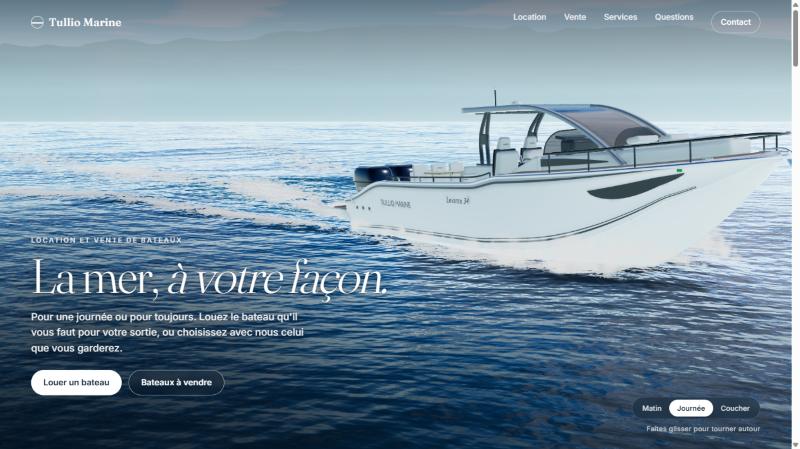 Tullio Marine
Location
Vente
Services
Questions
Contact
TULLIO MARINE
LOCATION ET VENTE DE BATEAUX
La mer, à votre façon.
Pour une journée ou pour toujours. Louez le bateau qu'il
vous faut pour votre sortie, ou choisissez avec nous celui
que vous garderez.
Louer un bateau
Bateaux à vendre
Matin
Journée
Coucher
Faites glisser pour tourner autour